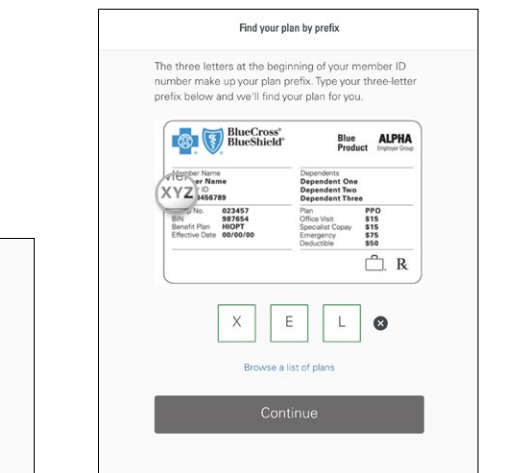 Find your plan by prefix
The three letters at the beginning of your member ID
number make up your plan prefix. Type your three-letter
prefix below and we'll find your plan for you.
BlueCross®
BlueShield®
Blue
Product
ALPHA
Employer Group
Member Name
er Name
ID
XYZ
3456789
No. 023457
BIN 987654
Benefit Plan HIOPT
Effective Date 00/00/00
Dependents
Dependent One
Dependent Two
Dependent Three
Plan PPO
Office Visit $15
Specialist Copay $15
Emergency $75
Deductible $50
Rx
X E L
Browse a list of plans
Continue